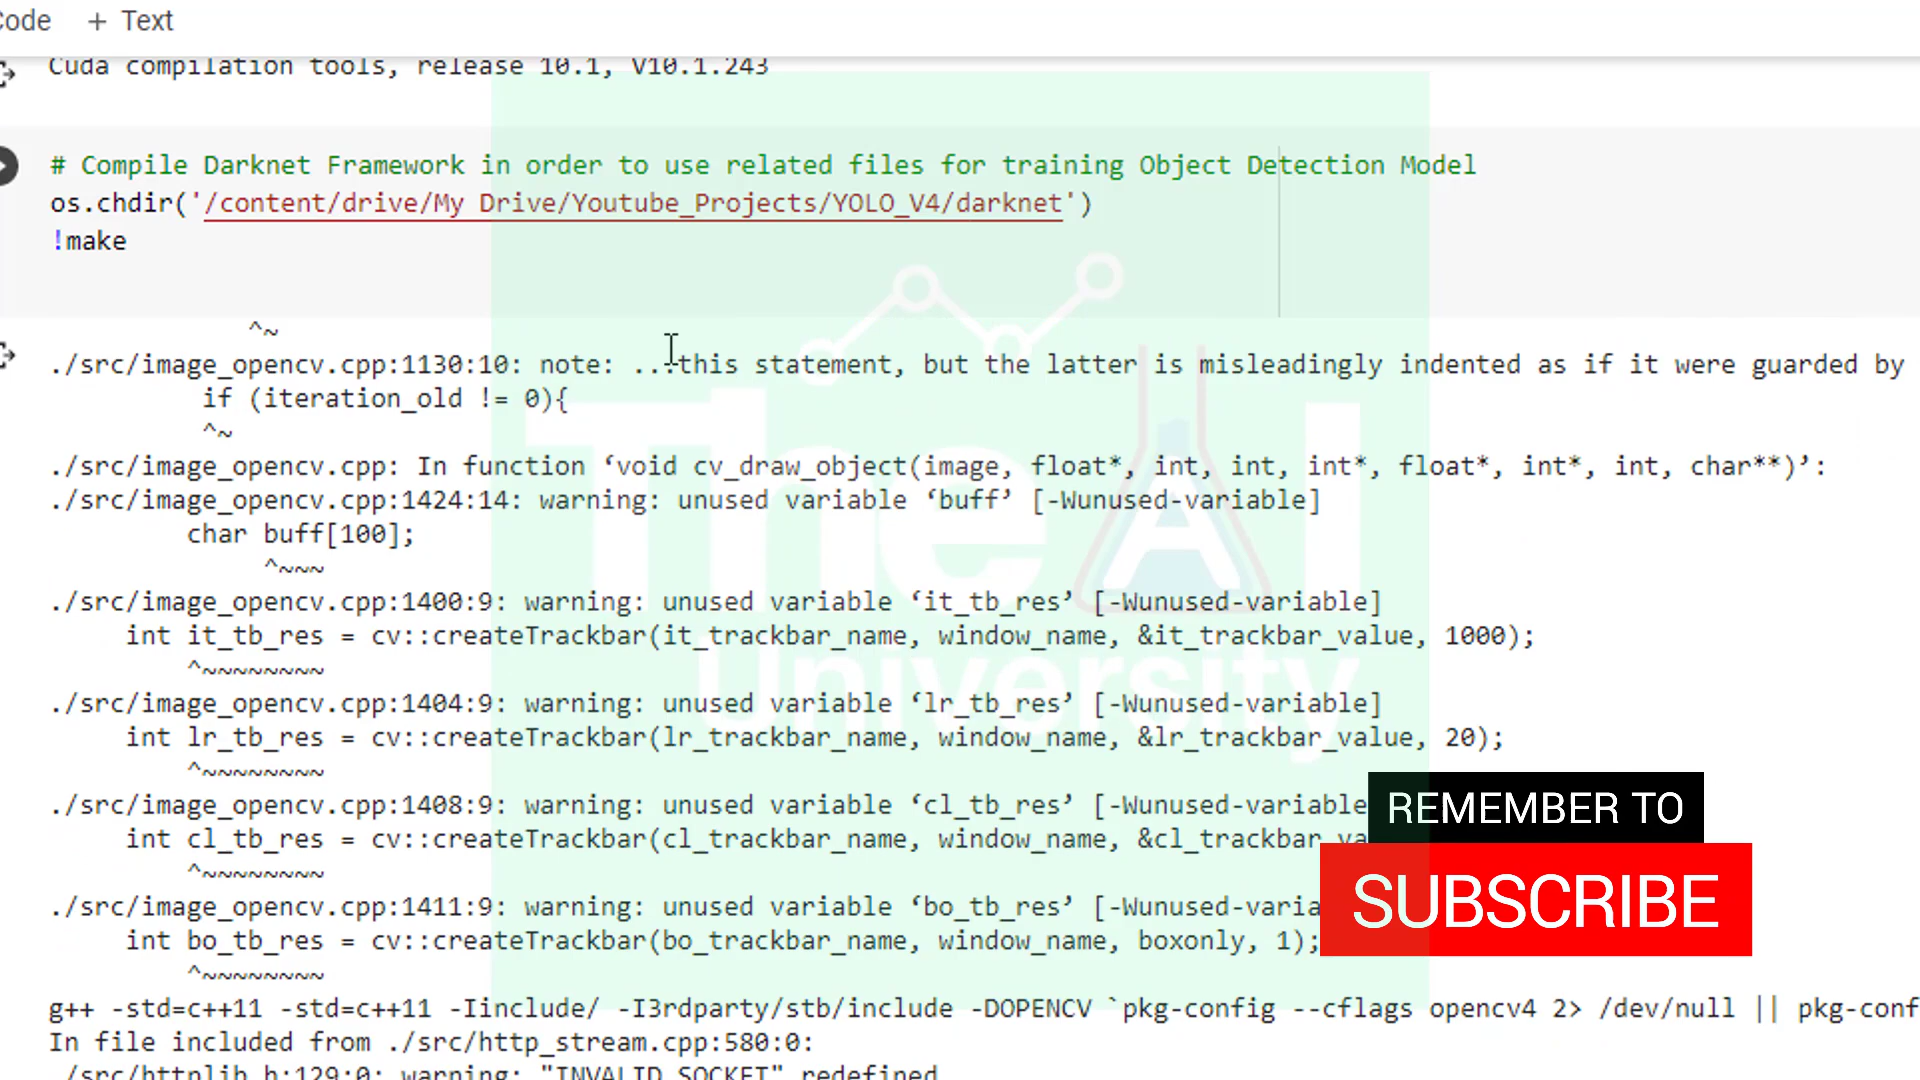 Code + Text
Cuda compilation tools, release 10.1, V10.1.243
# Compile Darknet Framework in order to use related files for training Object Detection Model
os.chdir('/content/drive/My Drive/Youtube_Projects/YOLO_V4/darknet')
!make
^~
./src/image_opencv.cpp:1130:10: note: ...this statement, but the latter is misleadingly indented as if it were guarded by
if (iteration_old != 0){
^~
./src/image_opencv.cpp: In function ‘void cv_draw_object(image, float*, int, int, int*, float*, int*, int, char**)’:
./src/image_opencv.cpp:1424:14: warning: unused variable ‘buff’ [-Wunused-variable]
char buff[100];
^~~~
./src/image_opencv.cpp:1400:9: warning: unused variable ‘it_tb_res’ [-Wunused-variable]
int it_tb_res = cv::createTrackbar(it_trackbar_name, window_name, &it_trackbar_value, 1000);
^~~~~~~~~
./src/image_opencv.cpp:1404:9: warning: unused variable ‘lr_tb_res’ [-Wunused-variable]
int lr_tb_res = cv::createTrackbar(lr_trackbar_name, window_name, &lr_trackbar_value, 20);
^~~~~~~~~
./src/image_opencv.cpp:1408:9: warning: unused variable ‘cl_tb_res’ [-Wunused-variable
int cl_tb_res = cv::createTrackbar(cl_trackbar_name, window_name, &cl_trackbar_va
^~~~~~~~~
./src/image_opencv.cpp:1411:9: warning: unused variable ‘bo_tb_res’ [-Wunused-varia
int bo_tb_res = cv::createTrackbar(bo_trackbar_name, window_name, boxonly, 1);
^~~~~~~~~
g++ -std=c++11 -std=c++11 -Iinclude/ -I3rdparty/stb/include -DOPENCV `pkg-config --cflags opencv4 2> /dev/null || pkg-conf
In file included from ./src/http_stream.cpp:580:0:
./src/httplib.h:129:0: warning: "INVALID_SOCKET" redefined
The AI
University
REMEMBER TO
SUBSCRIBE